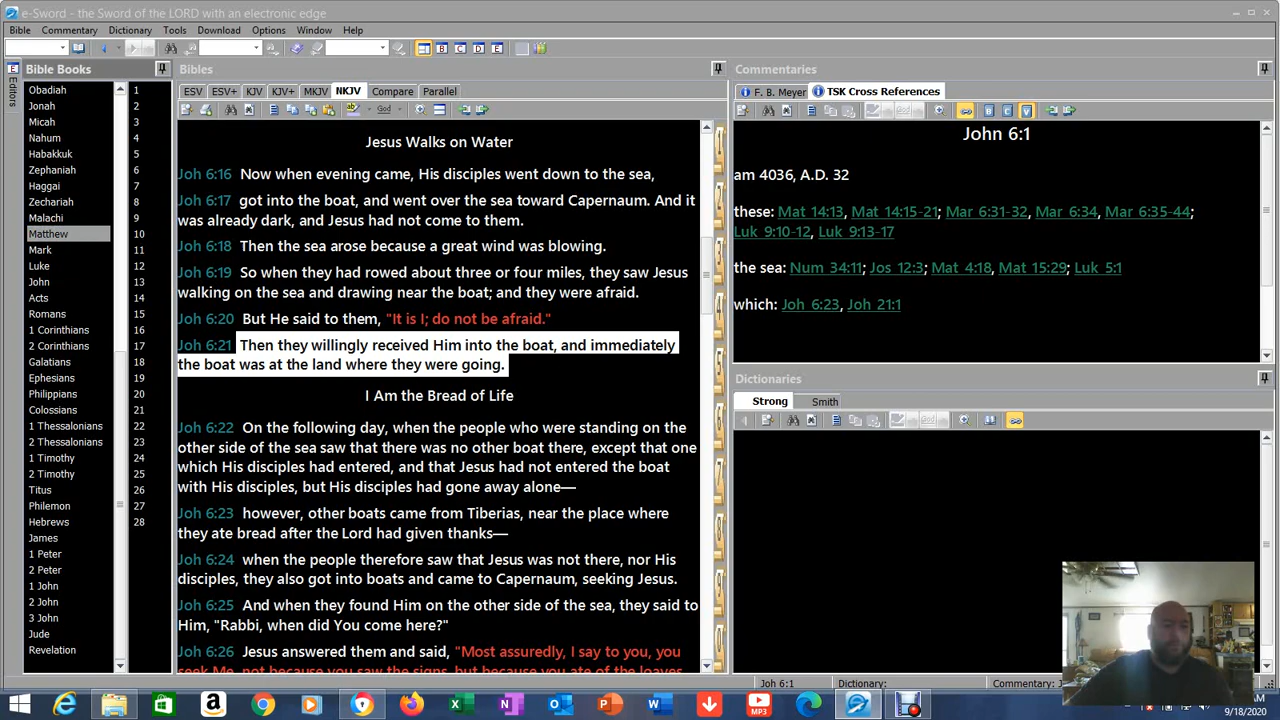 e-Sword - the Sword of the LORD with an electronic edge
Bible Commentary Dictionary Tools Download Options Window Help
B C D E
Editors
Bible Books
Obadiah
Jonah
Micah
Nahum
Habakkuk
Zephaniah
Haggai
Zechariah
Malachi
Matthew
Mark
Luke
John
Acts
Romans
1 Corinthians
2 Corinthians
Galatians
Ephesians
Philippians
Colossians
1 Thessalonians
2 Thessalonians
1 Timothy
2 Timothy
Titus
Philemon
Hebrews
James
1 Peter
2 Peter
1 John
2 John
3 John
Jude
Revelation
1
2
3
4
5
6
7
8
9
10
11
12
13
14
15
16
17
18
19
20
21
22
23
24
25
26
27
28
Bibles
ESV ESV+ KJV KJV+ MKJV NKJV Compare Parallel
God
Jesus Walks on Water
Joh 6:16 Now when evening came, His disciples went down to the sea,
Joh 6:17 got into the boat, and went over the sea toward Capernaum. And it
was already dark, and Jesus had not come to them.
Joh 6:18 Then the sea arose because a great wind was blowing.
Joh 6:19 So when they had rowed about three or four miles, they saw Jesus
walking on the sea and drawing near the boat; and they were afraid.
Joh 6:20 But He said to them, "It is I; do not be afraid."
Joh 6:21 Then they willingly received Him into the boat, and immediately
the boat was at the land where they were going.
I Am the Bread of Life
Joh 6:22 On the following day, when the people who were standing on the
other side of the sea saw that there was no other boat there, except that one
which His disciples had entered, and that Jesus had not entered the boat
with His disciples, but His disciples had gone away alone—
Joh 6:23 however, other boats came from Tiberias, near the place where
they ate bread after the Lord had given thanks—
Joh 6:24 when the people therefore saw that Jesus was not there, nor His
disciples, they also got into boats and came to Capernaum, seeking Jesus.
Joh 6:25 And when they found Him on the other side of the sea, they said to
Him, "Rabbi, when did You come here?"
Joh 6:26 Jesus answered them and said, "Most assuredly, I say to you, you
seek Me, not because you saw the signs, but because you ate of the loaves
Commentaries
F. B. Meyer TSK Cross References
B C V
John 6:1
am 4036, A.D. 32
these: Mat 14:13, Mat 14:15-21; Mar 6:31-32, Mar 6:34, Mar 6:35-44;
Luk 9:10-12, Luk 9:13-17
the sea: Num 34:11; Jos 12:3; Mat 4:18, Mat 15:29; Luk 5:1
which: Joh 6:23, Joh 21:1
Dictionaries
Strong Smith
Joh 6:1 Dictionary: Commentary: J
MP3
9/18/2020